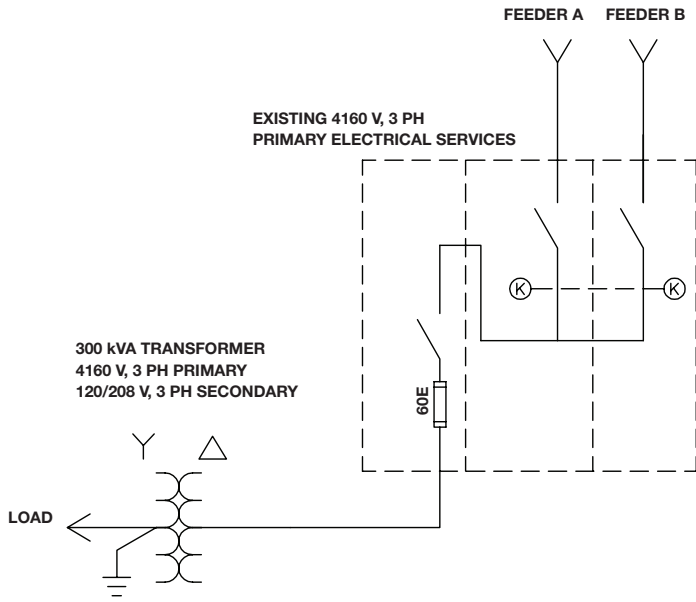 FEEDER A
FEEDER B
EXISTING 4160 V, 3 PH
PRIMARY ELECTRICAL SERVICES
K
K
300 kVA TRANSFORMER
4160 V, 3 PH PRIMARY
120/208 V, 3 PH SECONDARY
60E
LOAD